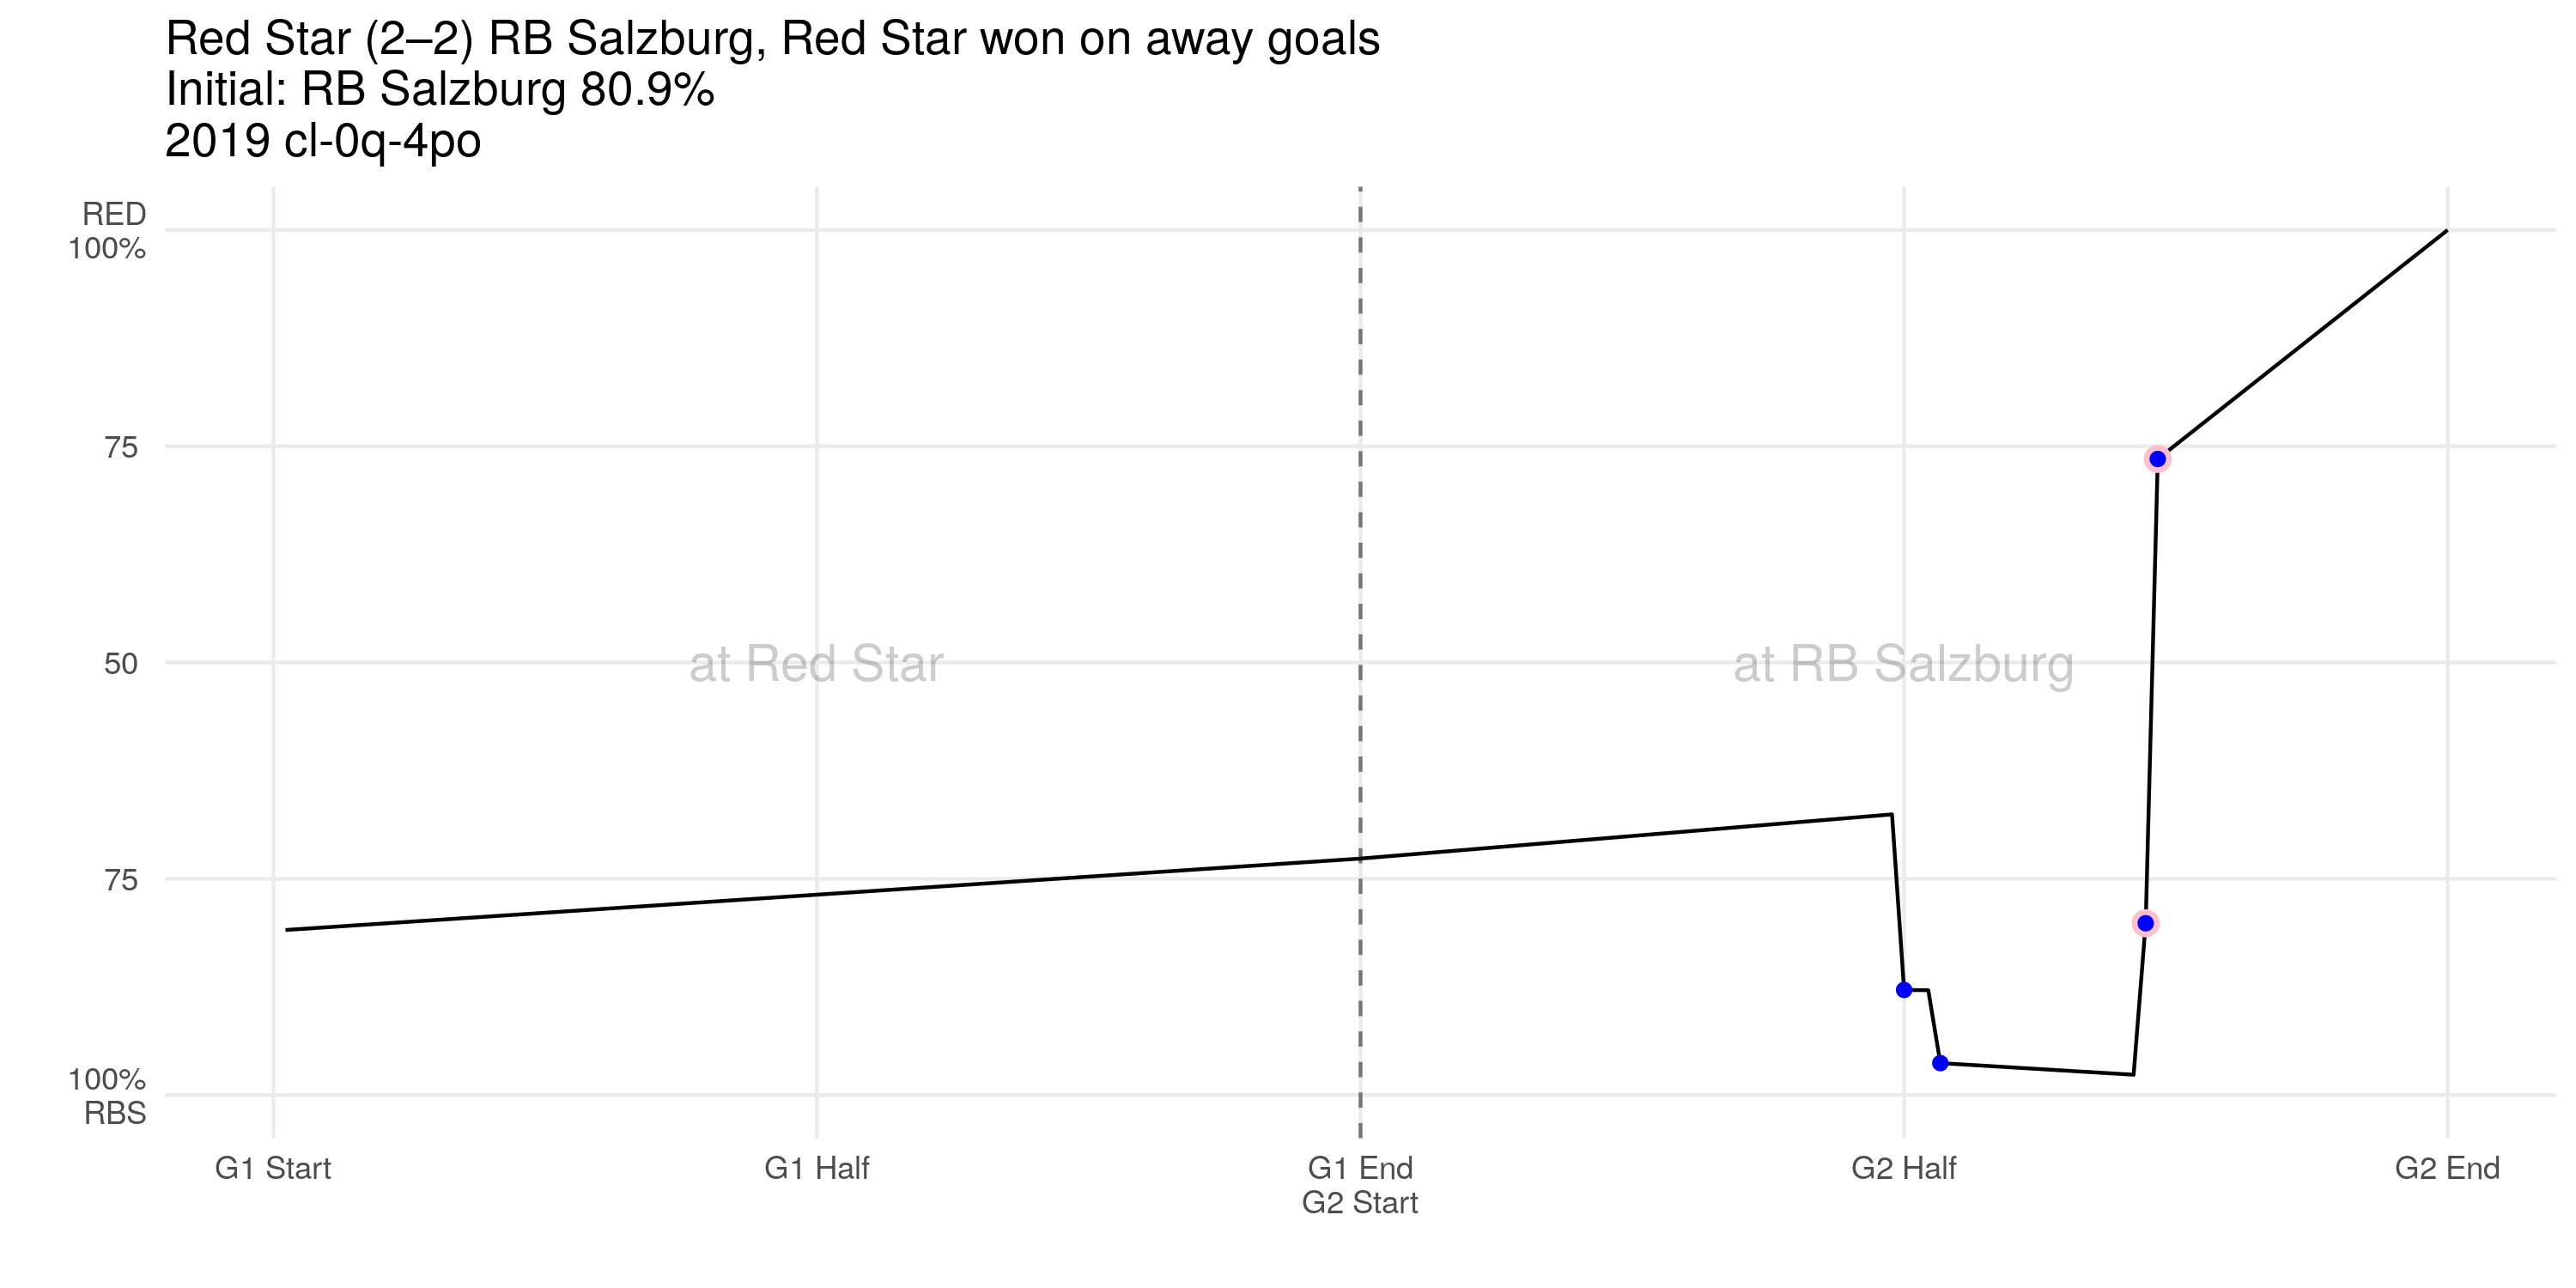 Red Star (2–2) RB Salzburg, Red Star won on away goals
Initial: RB Salzburg 80.9%
2019 cl-0q-4po
RED
100%
75
50
75
100%
RBS
at Red Star
at RB Salzburg
G1 Start
G1 Half
G1 End
G2 Start
G2 Half
G2 End